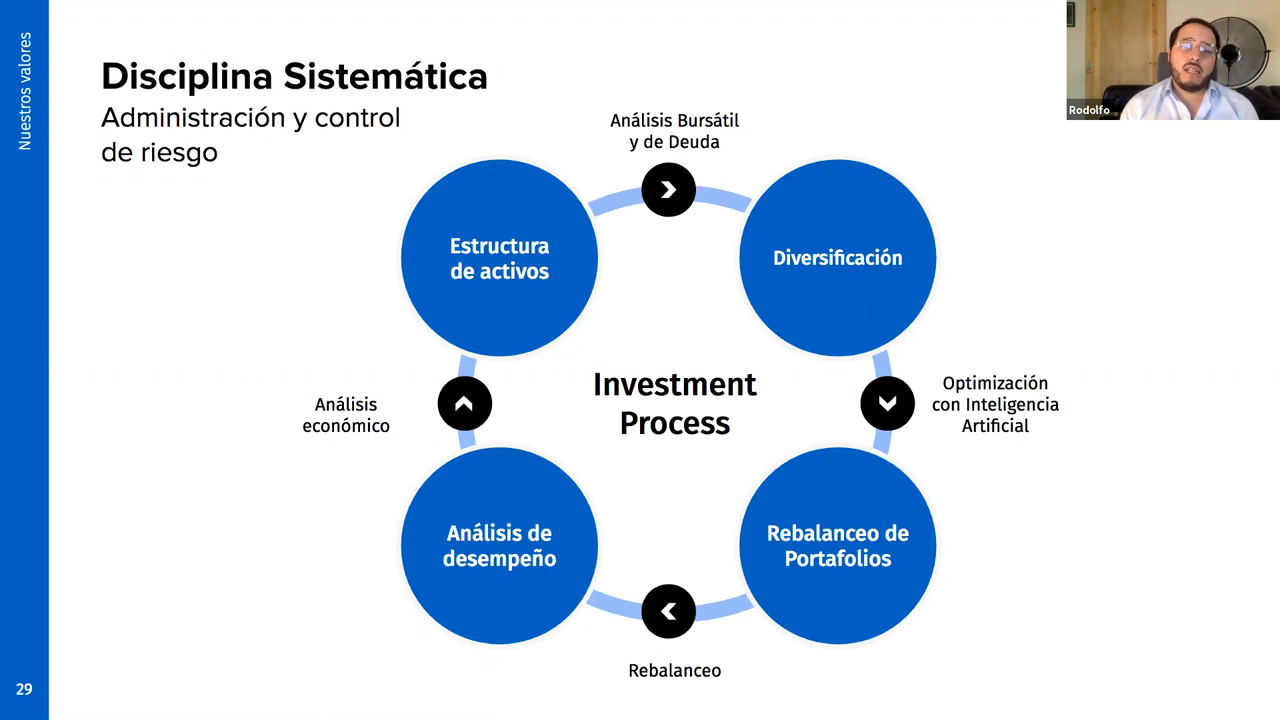 Nuestros valores
Disciplina Sistemática
Administración y control
de riesgo
Rodolfo
Análisis Bursátil
y de Deuda
Estructura
de activos
Diversificación
Investment
Process
Análisis
económico
Optimización
con Inteligencia
Artificial
Análisis de
desempeño
Rebalanceo de
Portafolios
Rebalanceo
29